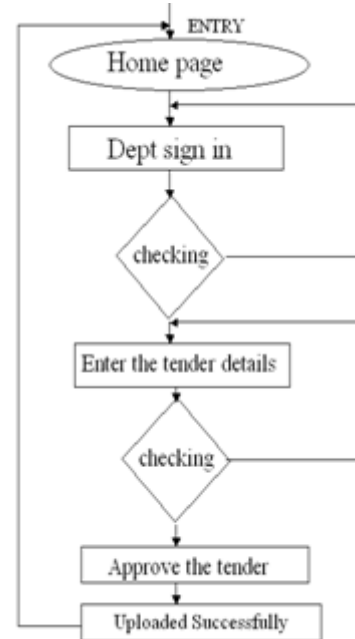 ENTRY
Home page
Dept sign in
checking
Enter the tender details
checking
Approve the tender
Uploaded Successfully